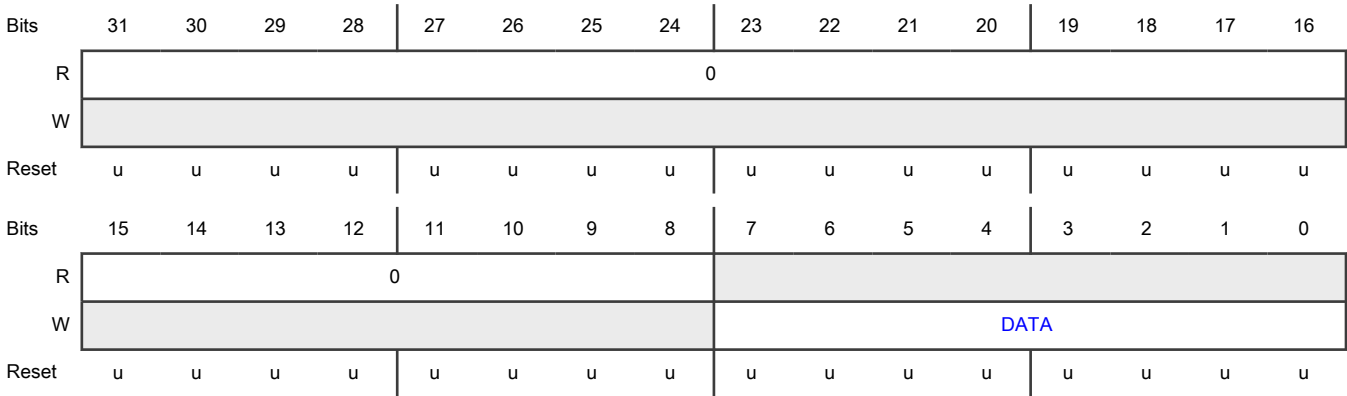 Bits 31 30 29 28 27 26 25 24 23 22 21 20 19 18 17 16
R 0
W
Reset u u u u u u u u u u u u u u u u
Bits 15 14 13 12 11 10 9 8 7 6 5 4 3 2 1 0
R 0
W DATA
Reset u u u u u u u u u u u u u u u u